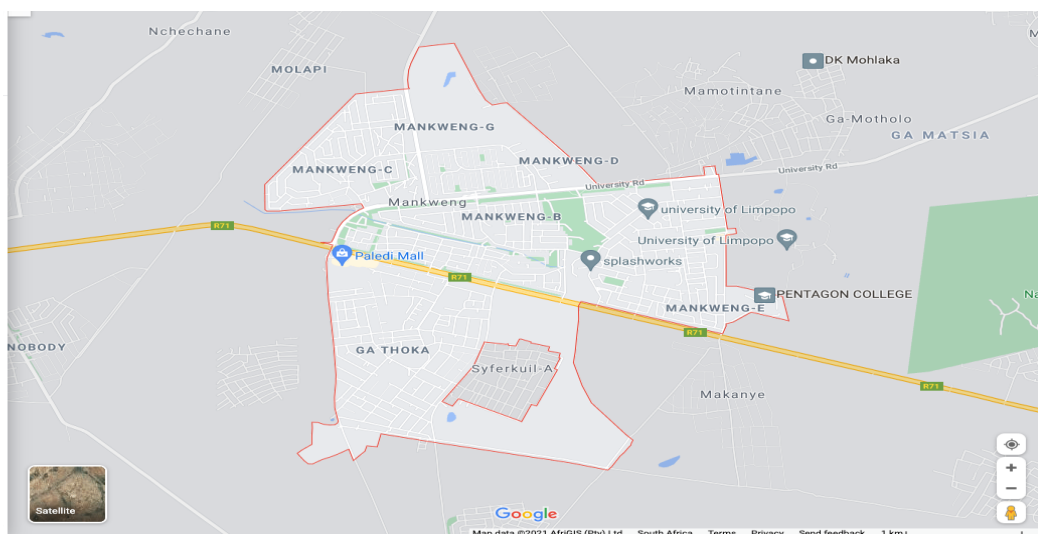 Nchechane
MOLAPI
DK Mohlaka
Mamotintane
Ga-Motholo
GA MATSIA
MANKWENG-G
MANKWENG-D
MANKWENG-C
University Rd
University Rd
Mankweng
MANKWENG-B
university of Limpopo
R71
University of Limpopo
Paledi Mall
splashworks
R71
PENTAGON COLLEGE
Na
MANKWENG-E
R71
NOBODY
GA THOKA
Syferkuil-A
R71
Makanye
Satellite
Google
Map data ©2021 AfriGIS (Pty) Ltd South Africa Terms Privacy Send feedback 1 km